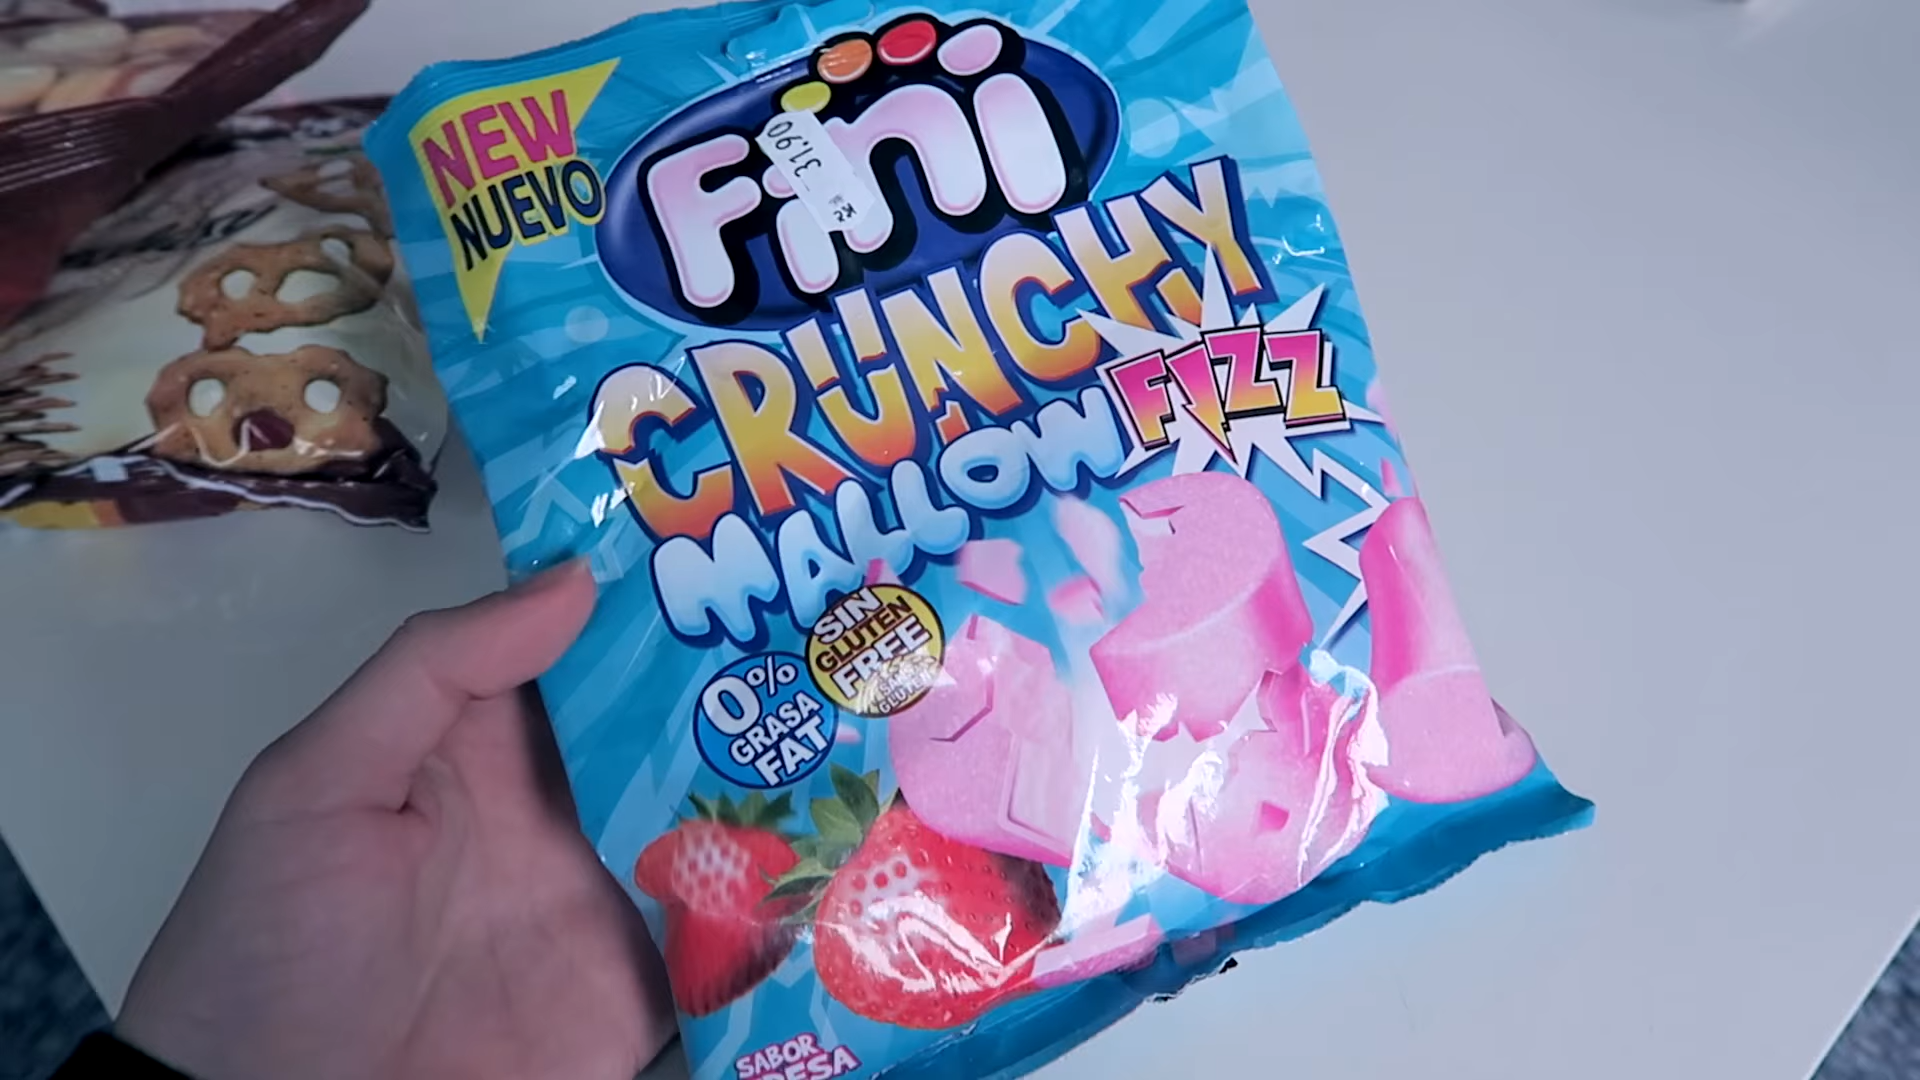 NEW
NUEVO
Fini
31,90
CRUNCHY
FIZZ
MALLOW
SIN
GLUTEN
FREE
0%
GRASA
FAT
SABOR